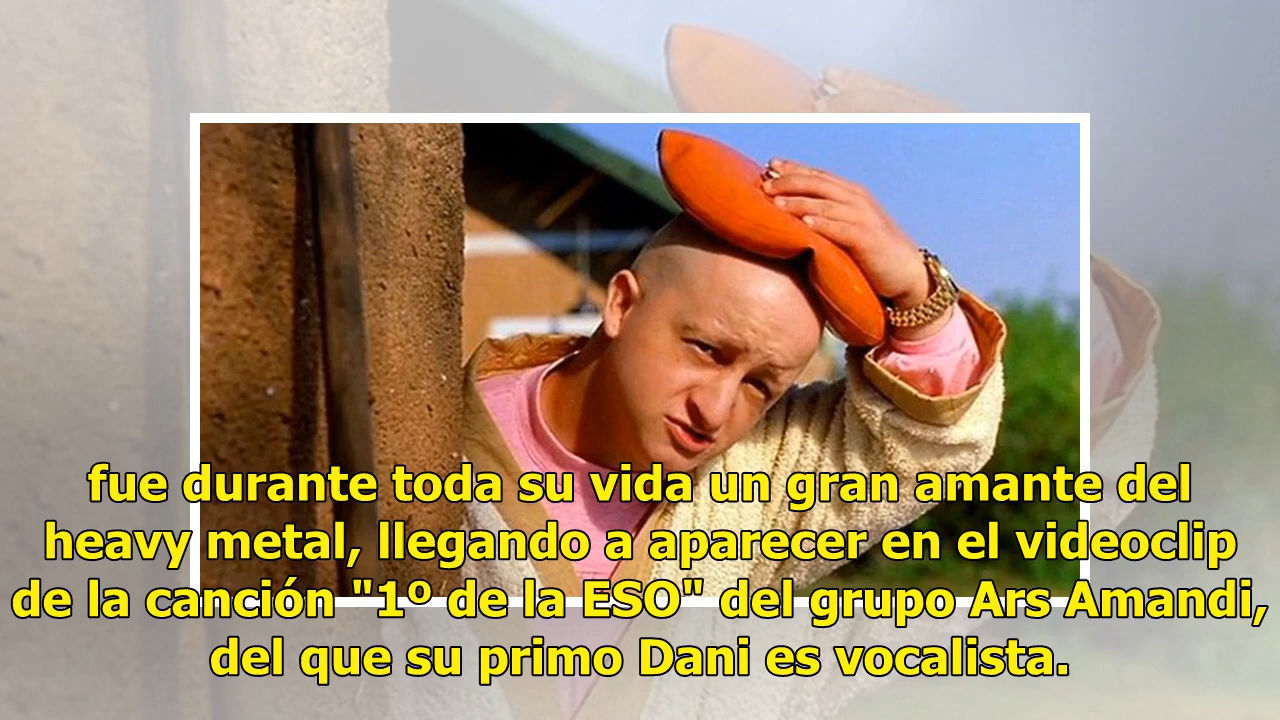 fue durante toda su vida un gran amante del
heavy metal, llegando a aparecer en el videoclip
de la canción "1º de la ESO" del grupo Ars Amandi,
del que su primo Dani es vocalista.